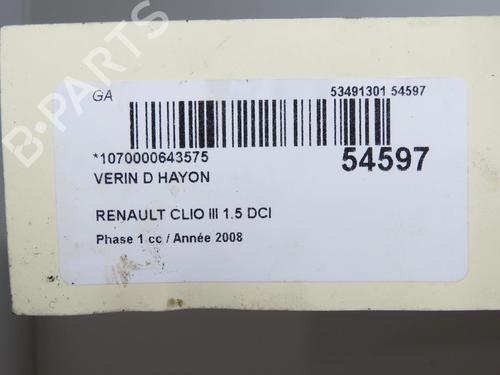 B-PARTS
GA
53491301 54597
*1070000643575
54597
VERIN D HAYON
RENAULT CLIO III 1.5 DCI
Phase 1 cc / Année 2008